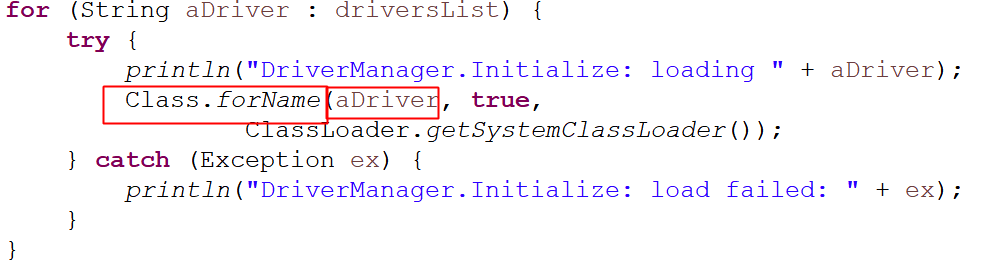 for (String aDriver : driversList) {
    try {
        println("DriverManager.Initialize: loading " + aDriver);
        Class.forName(aDriver, true,
                ClassLoader.getSystemClassLoader());
    } catch (Exception ex) {
        println("DriverManager.Initialize: load failed: " + ex);
    }
}